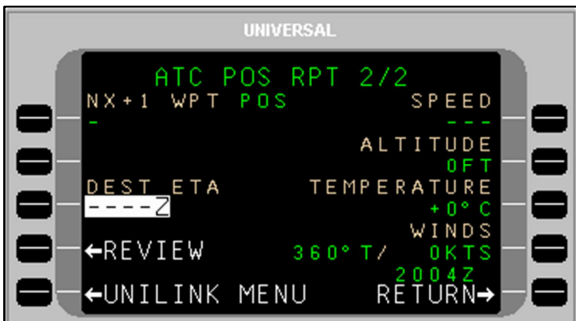 UNIVERSAL
ATC POS RPT 2/2
NX+1 WPT POS SPEED
- ---
ALTITUDE
0FT
DEST ETA TEMPERATURE
----Z +0°C
WINDS
←REVIEW 360°T/ 0KTS
2004Z
←UNILINK MENU RETURN→